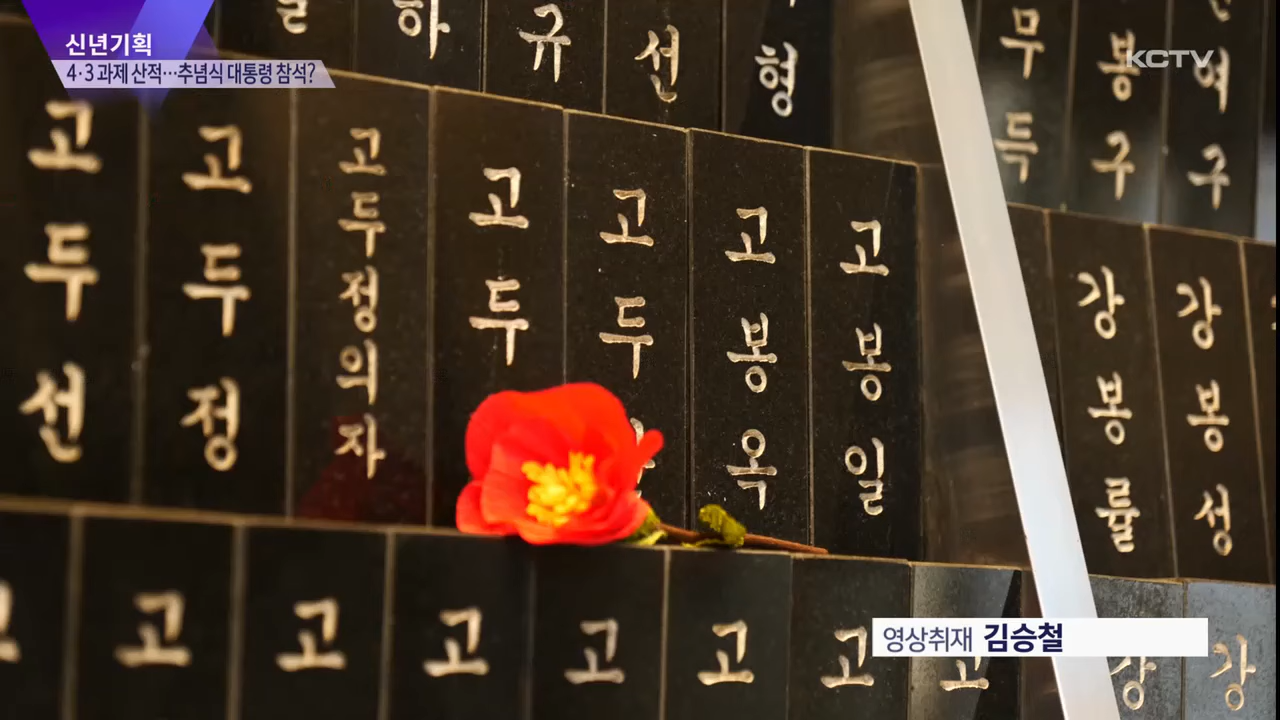 신년기획
4·3 과제 산적…추념식 대통령 참석?
KCTV
하
규
선
형
무득
봉구
역구
고두선
고두정
고두정의자
고두
고두
고봉옥
고봉일
강봉률
강봉성
고
고
고
고
고
고
고
강
강
영상취재 김승철